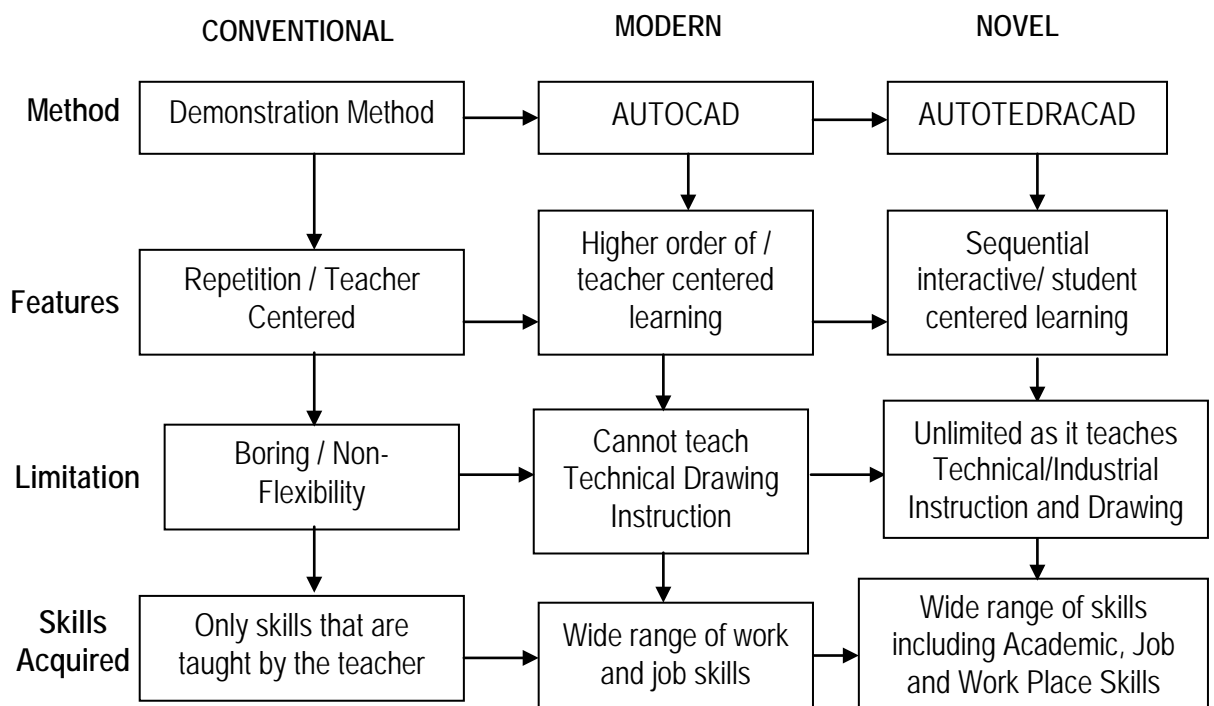 CONVENTIONAL
MODERN
NOVEL
Method
Demonstration Method
AUTOCAD
AUTOTEDRACAD
Features
Repetition / Teacher
Centered
Higher order of /
teacher centered
learning
Sequential
interactive/ student
centered learning
Limitation
Boring / Non-
Flexibility
Cannot teach
Technical Drawing
Instruction
Unlimited as it teaches
Technical/Industrial
Instruction and Drawing
Skills
Acquired
Only skills that are
taught by the teacher
Wide range of work
and job skills
Wide range of skills
including Academic, Job
and Work Place Skills